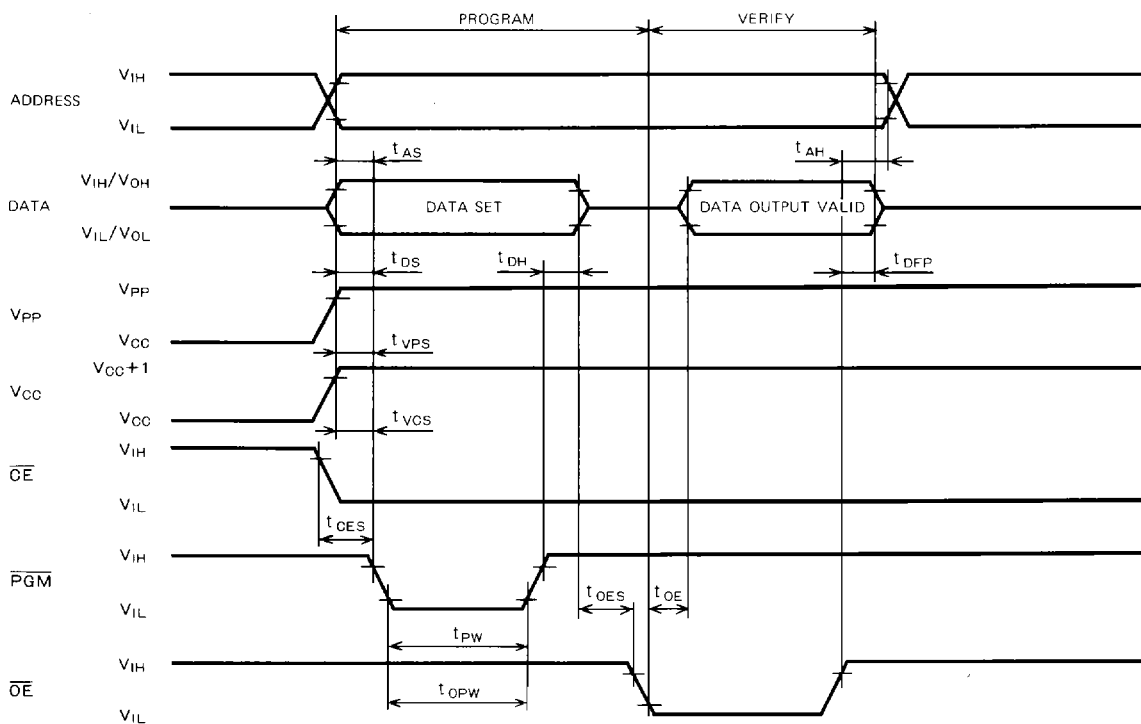 PROGRAM VERIFY
ADDRESS
VIH
VIL
tAS
tAH
DATA
VIH/VOH
VIL/VOL
DATA SET
DATA OUTPUT VALID
tDS
tDH
tDFP
VPP
VPP
VCC
tVPS
VCC
VCC+1
VCC
tVCS
CE
VIH
VIL
tCES
PGM
VIH
VIL
tOES
tOE
tPW
OE
VIH
VIL
tOPW